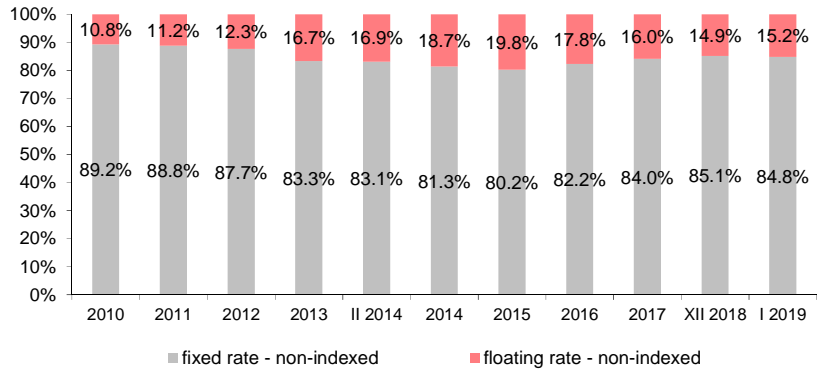 100%
90%
80%
70%
60%
50%
40%
30%
20%
10%
0%
10.8% 11.2% 12.3% 16.7% 16.9% 18.7% 19.8% 17.8% 16.0% 14.9% 15.2%
89.2% 88.8% 87.7% 83.3% 83.1% 81.3% 80.2% 82.2% 84.0% 85.1% 84.8%
2010 2011 2012 2013 II 2014 2014 2015 2016 2017 XII 2018 I 2019
fixed rate - non-indexed floating rate - non-indexed